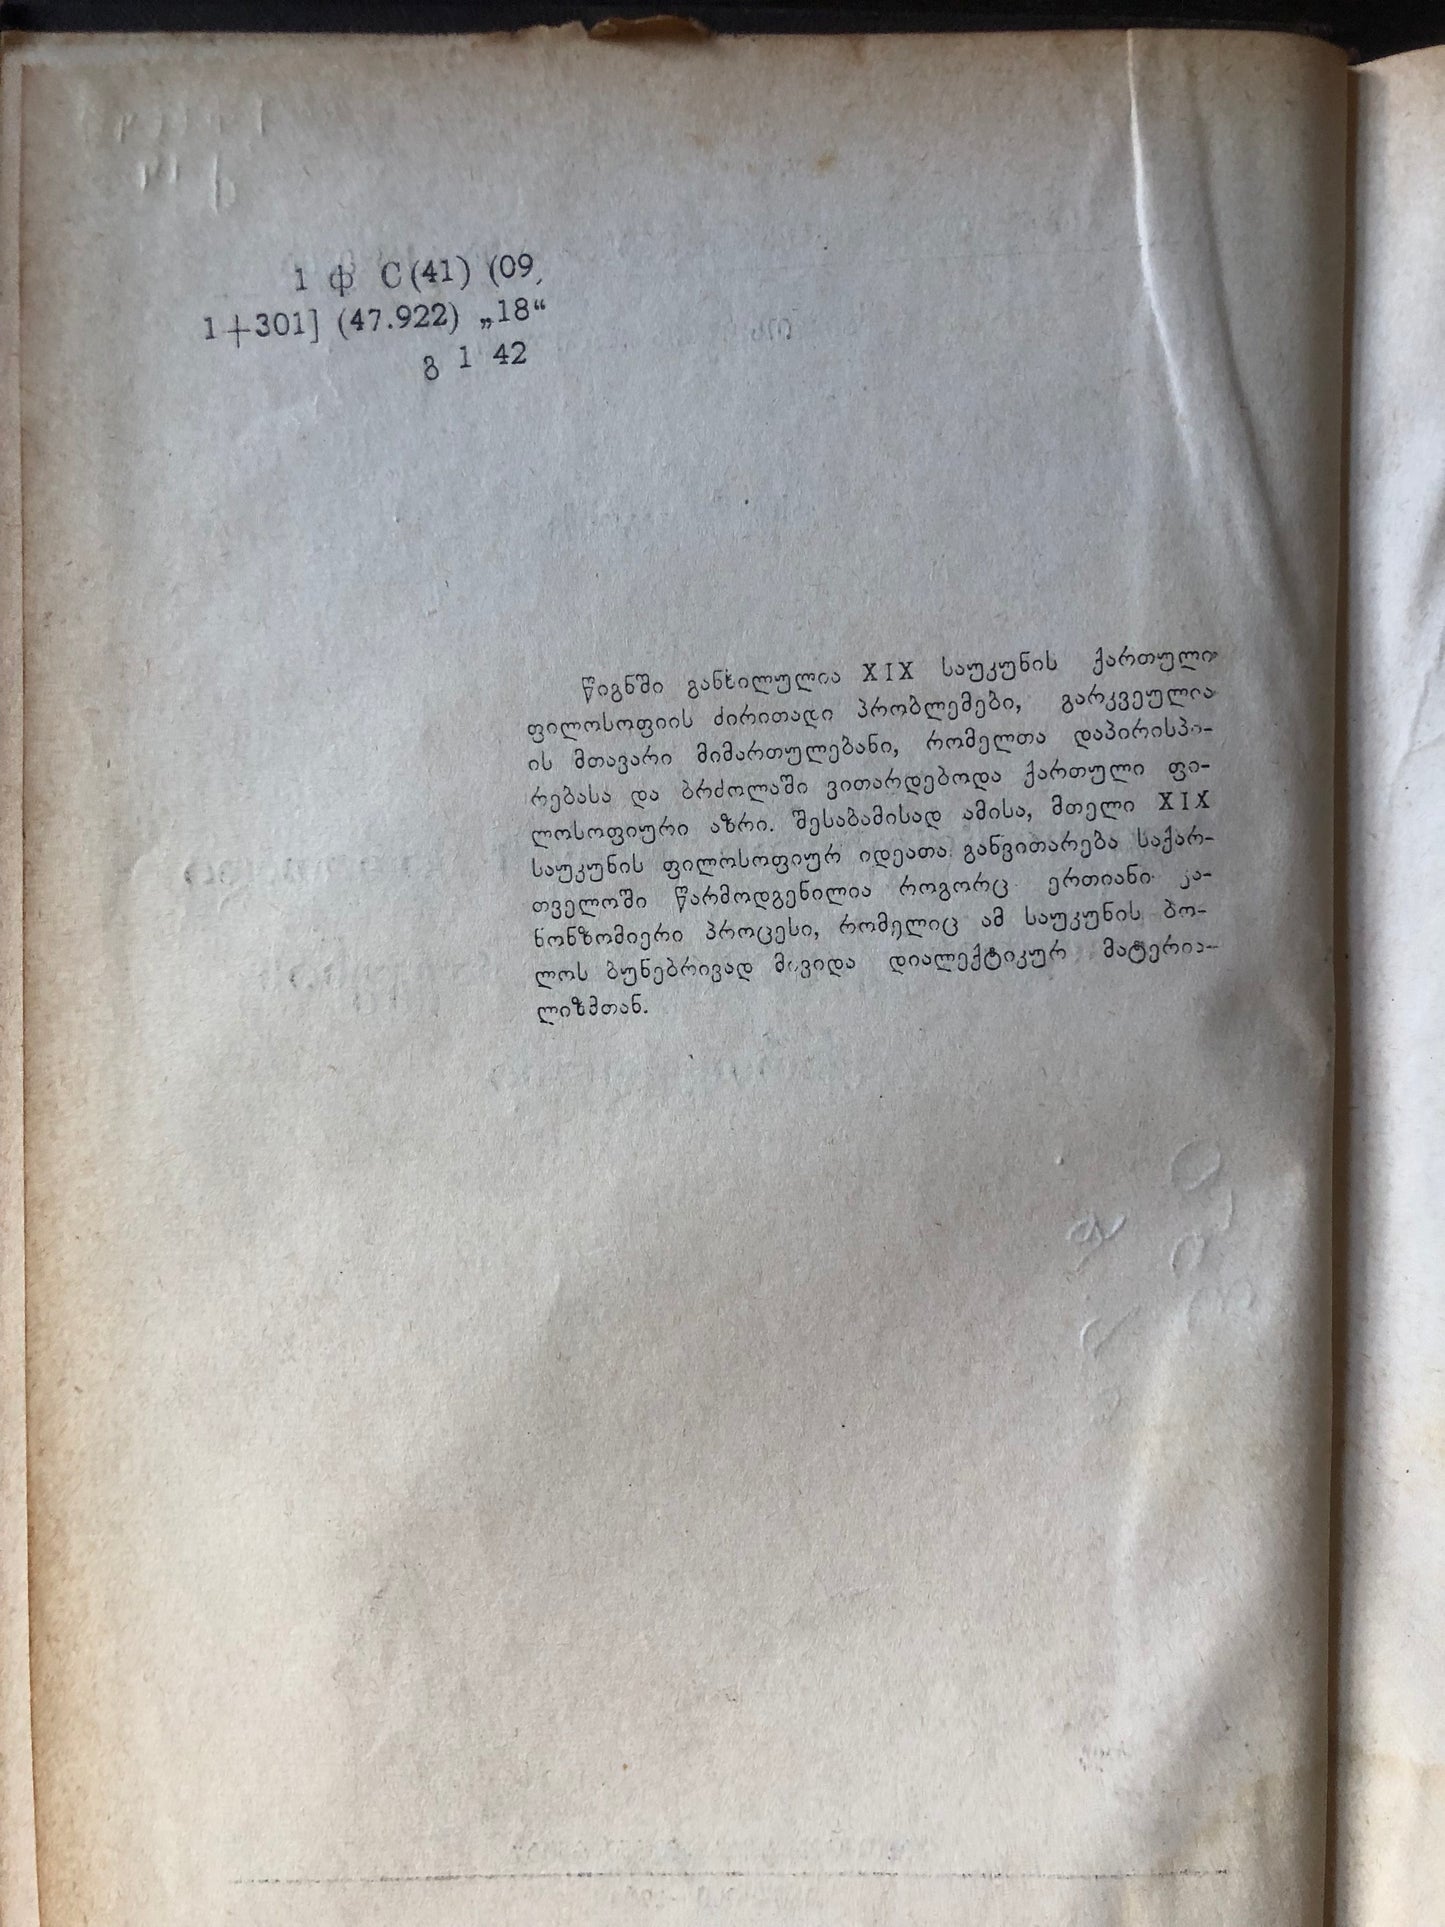 1 ф С(41) (09,
1+301] (47.922) „18“
გ 1 42
წიგნში განხილულია XIX საუკუნის ქართული
ფილოსოფიის ძირითადი პრობლემები, გარკვეულია
ის მთავარი მიმართულებანი, რომელთა დაპირისპი-
რებასა და ბრძოლაში ვითარდებოდა ქართული ფი-
ლოსოფიური აზრი. შესაბამისად ამისა, მთელი XIX
საუკუნის ფილოსოფიურ იდეათა განვითარება საქარ-
თველოში წარმოდგენილია როგორც ერთიანი კა-
ნონზომიერი პროცესი, რომელიც ამ საუკუნის ბო-
ლოს ბუნებრივად მივიდა დიალექტიკურ მატერია-
ლიზმთან.